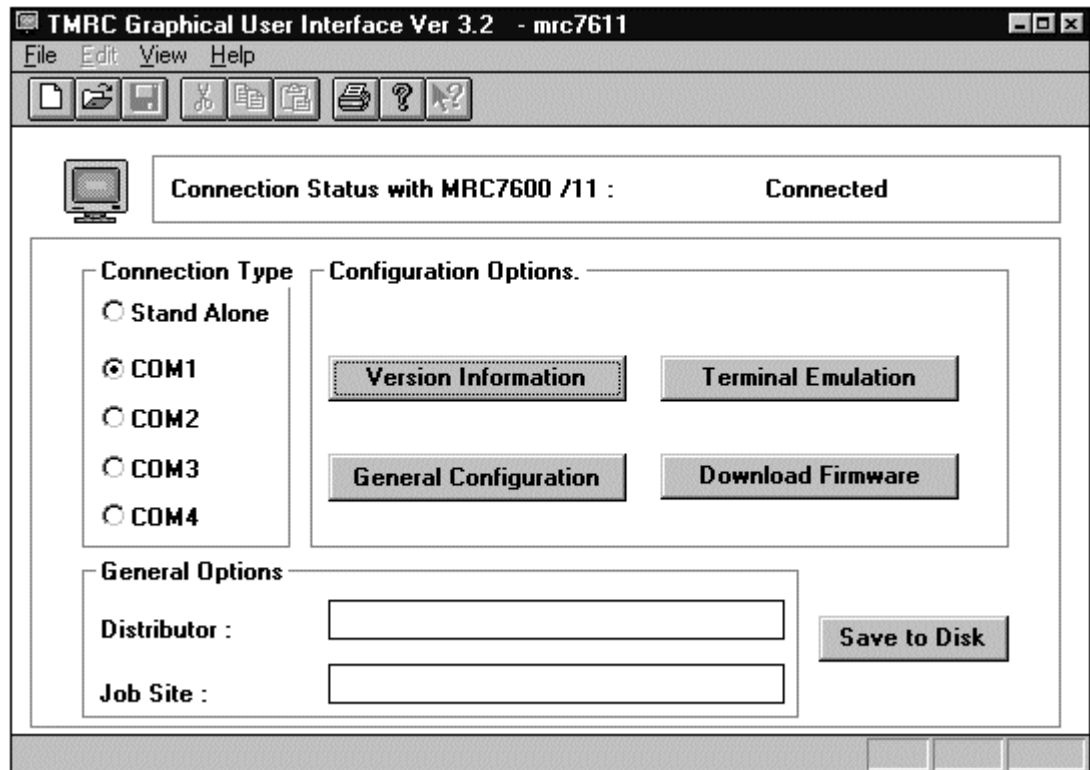 TMRC Graphical User Interface Ver 3.2 - mrc7611
File Edit View Help
Connection Status with MRC7600 /11 : Connected
Connection Type
Stand Alone
COM1
COM2
COM3
COM4
Configuration Options.
Version Information
Terminal Emulation
General Configuration
Download Firmware
General Options
Distributor :
Job Site :
Save to Disk